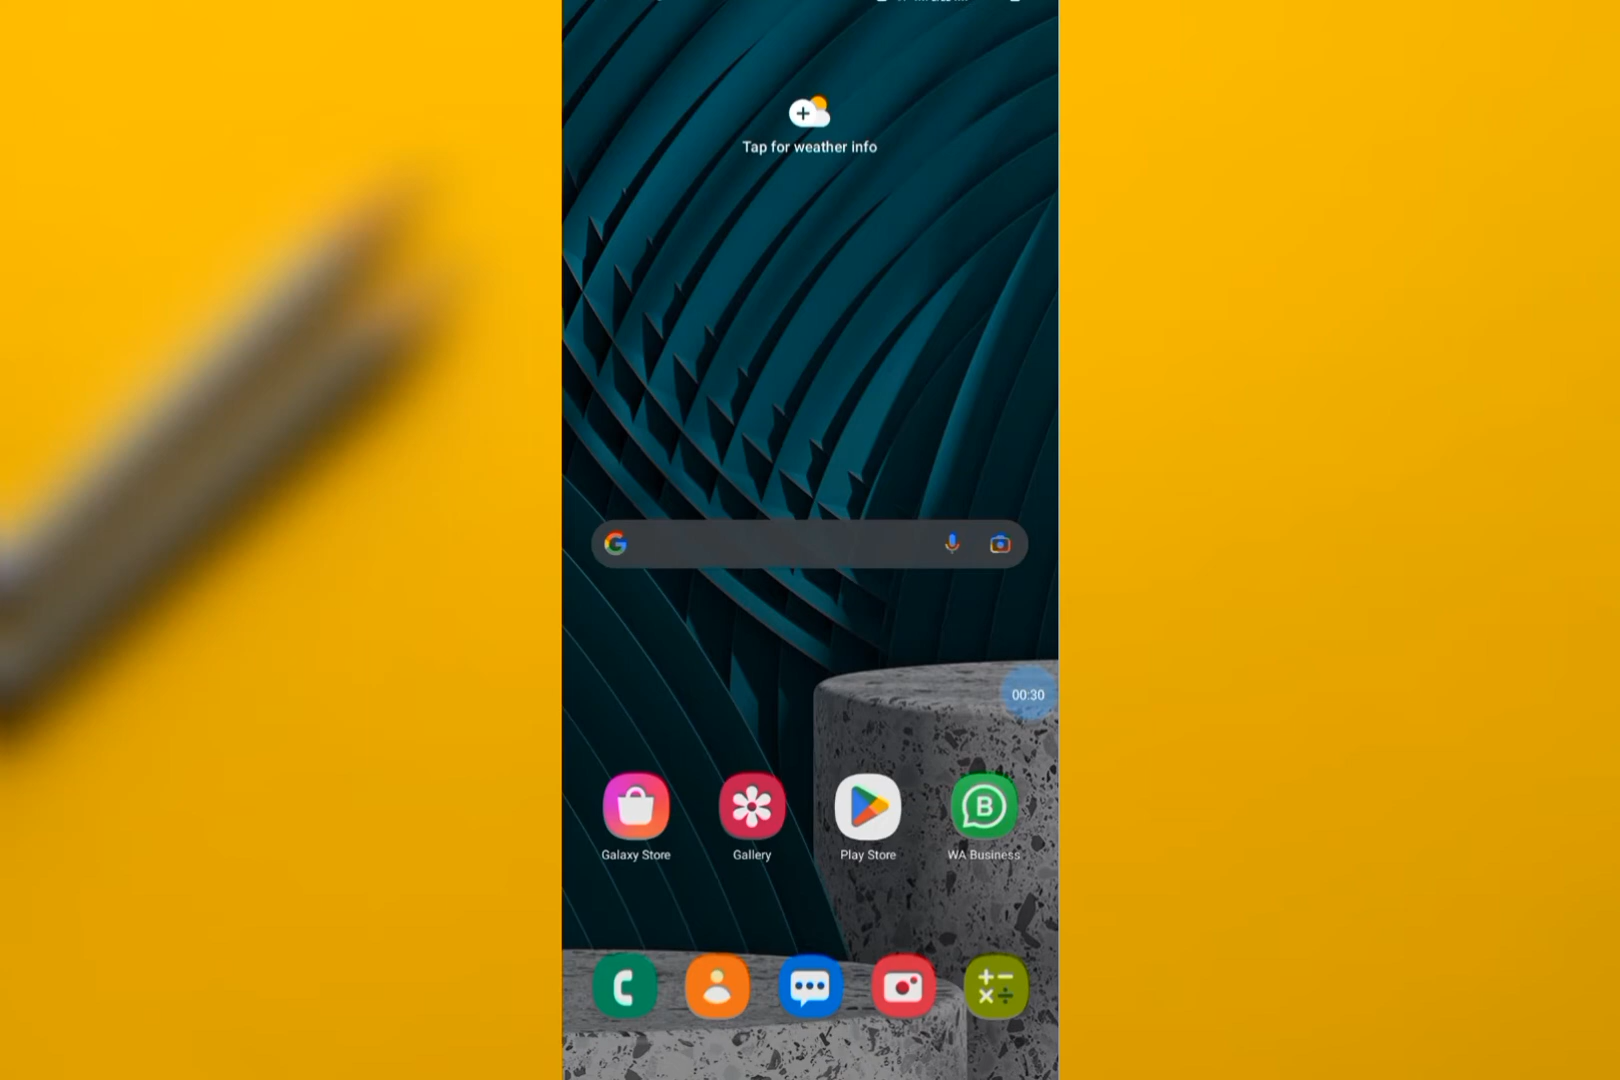 Tap for weather info
00:30
Galaxy Store
Gallery
Play Store
WA Business